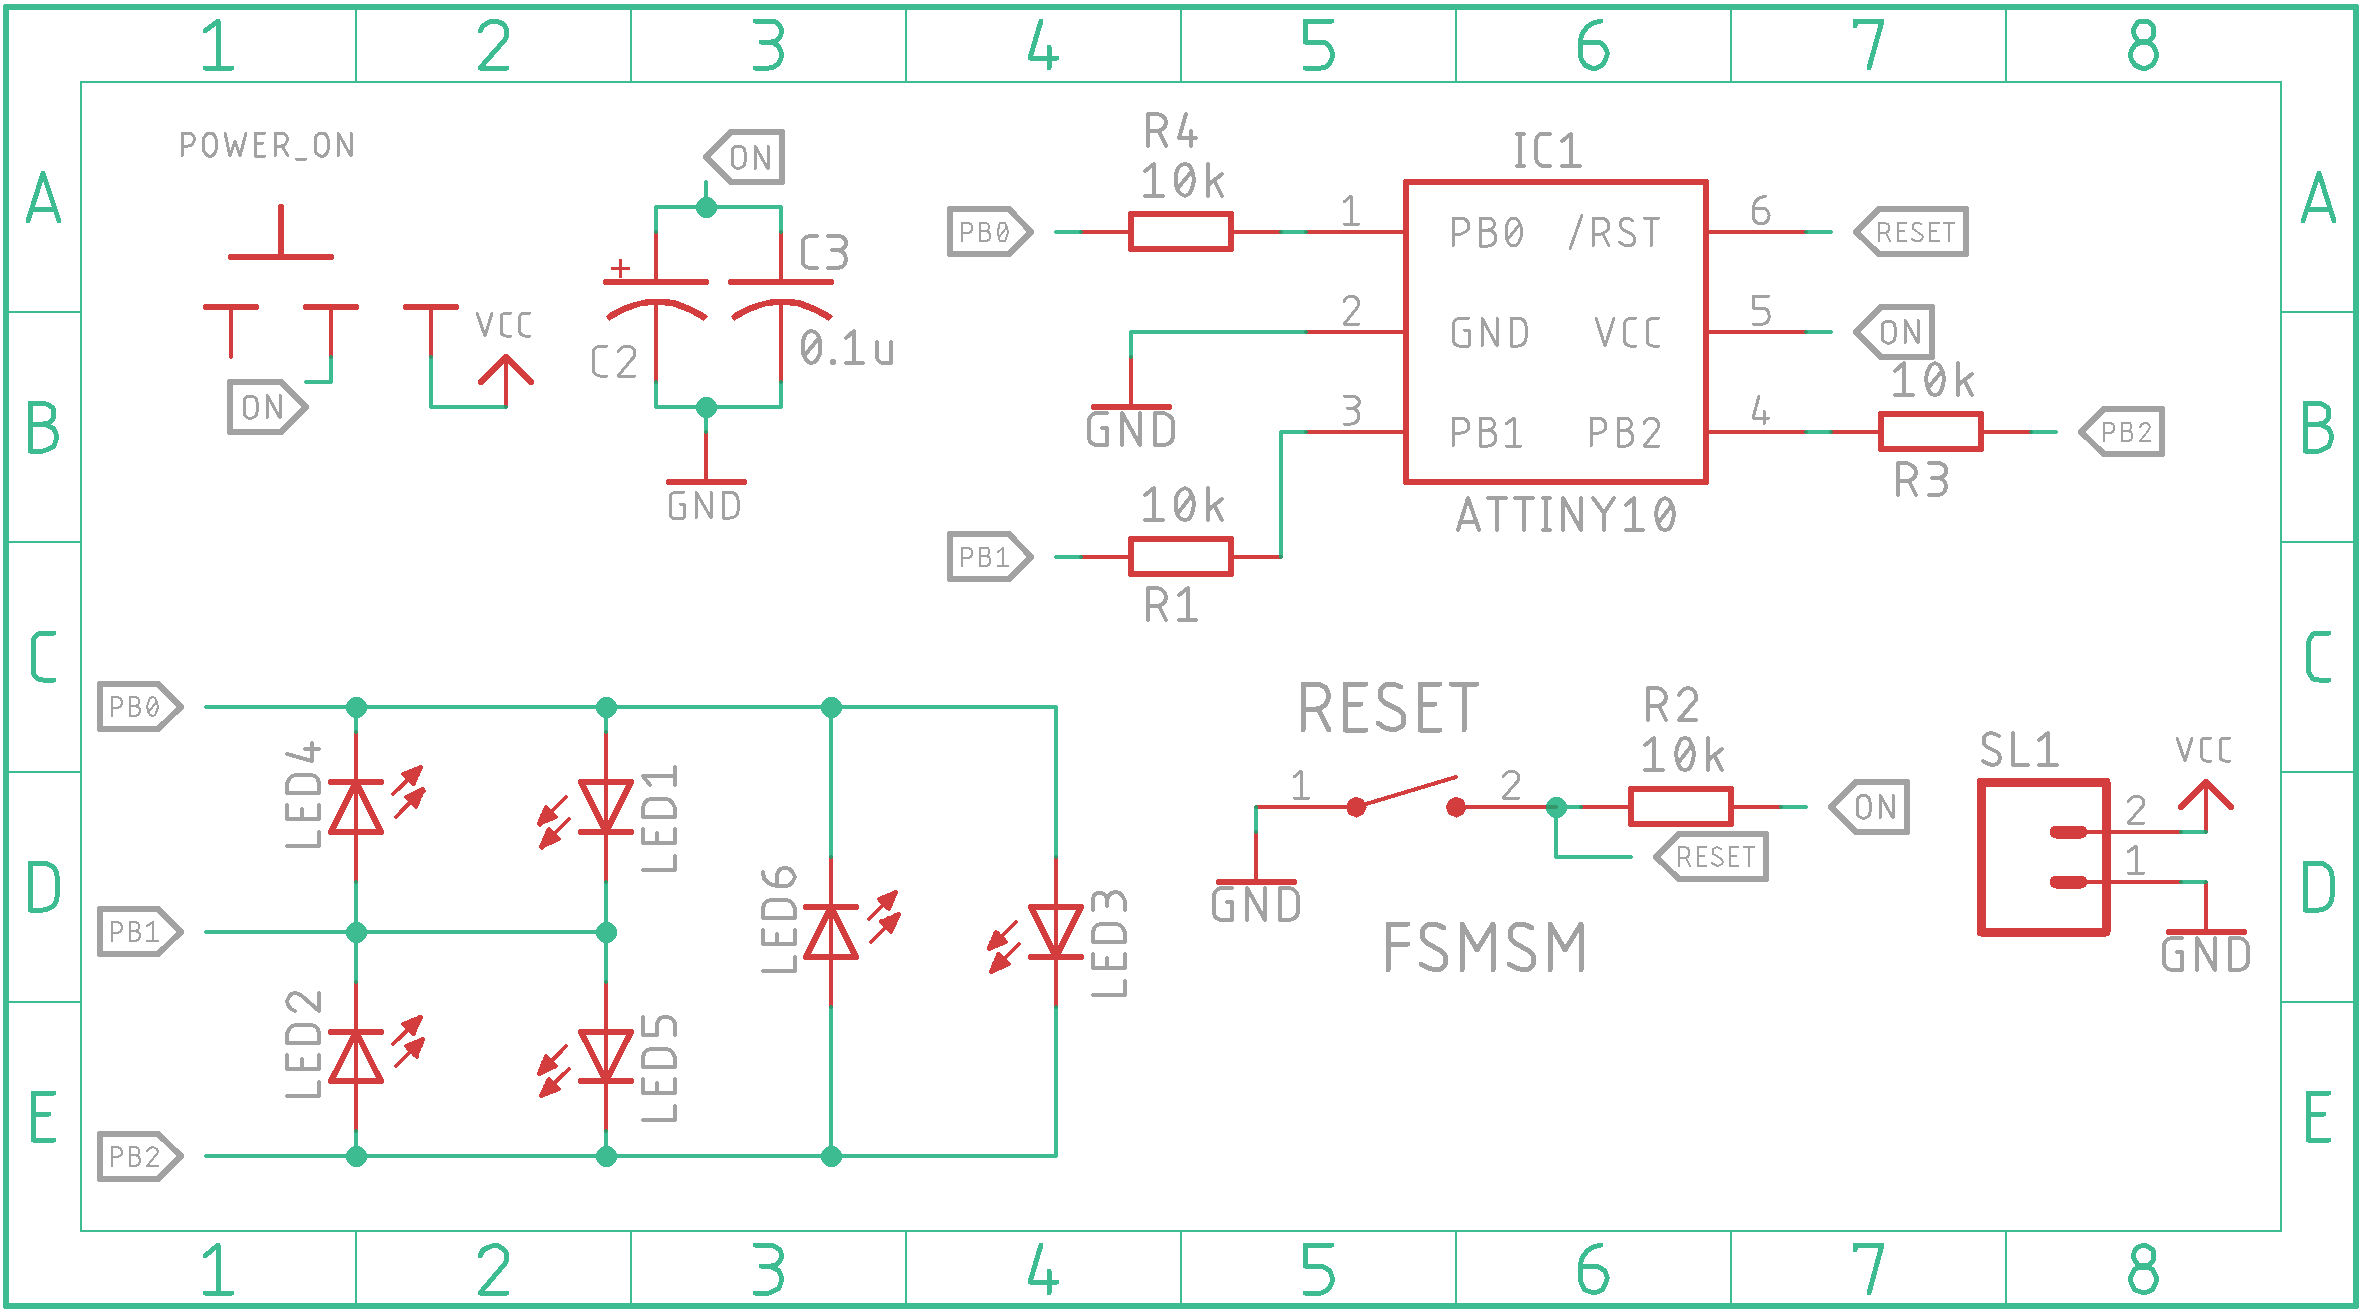 1 2 3 4 5 6 7 8
A
A
POWER_ON
ON
R4
10k
IC1
PB0
1
PB0 /RST
6
RESET
C3
VCC
2
GND VCC
5
ON
C2
0.1u
10k
ON
GND
3
PB1 PB2
4
PB2
B
B
GND
10k
ATTINY10
R3
PB1
R1
C
C
PB0
RESET
R2
10k
SL1
VCC
LED4
LED1
1
2
ON
2
RESET
1
LED6
LED3
GND
D
D
PB1
FSMSM
GND
LED2
LED5
E
E
PB2
1 2 3 4 5 6 7 8